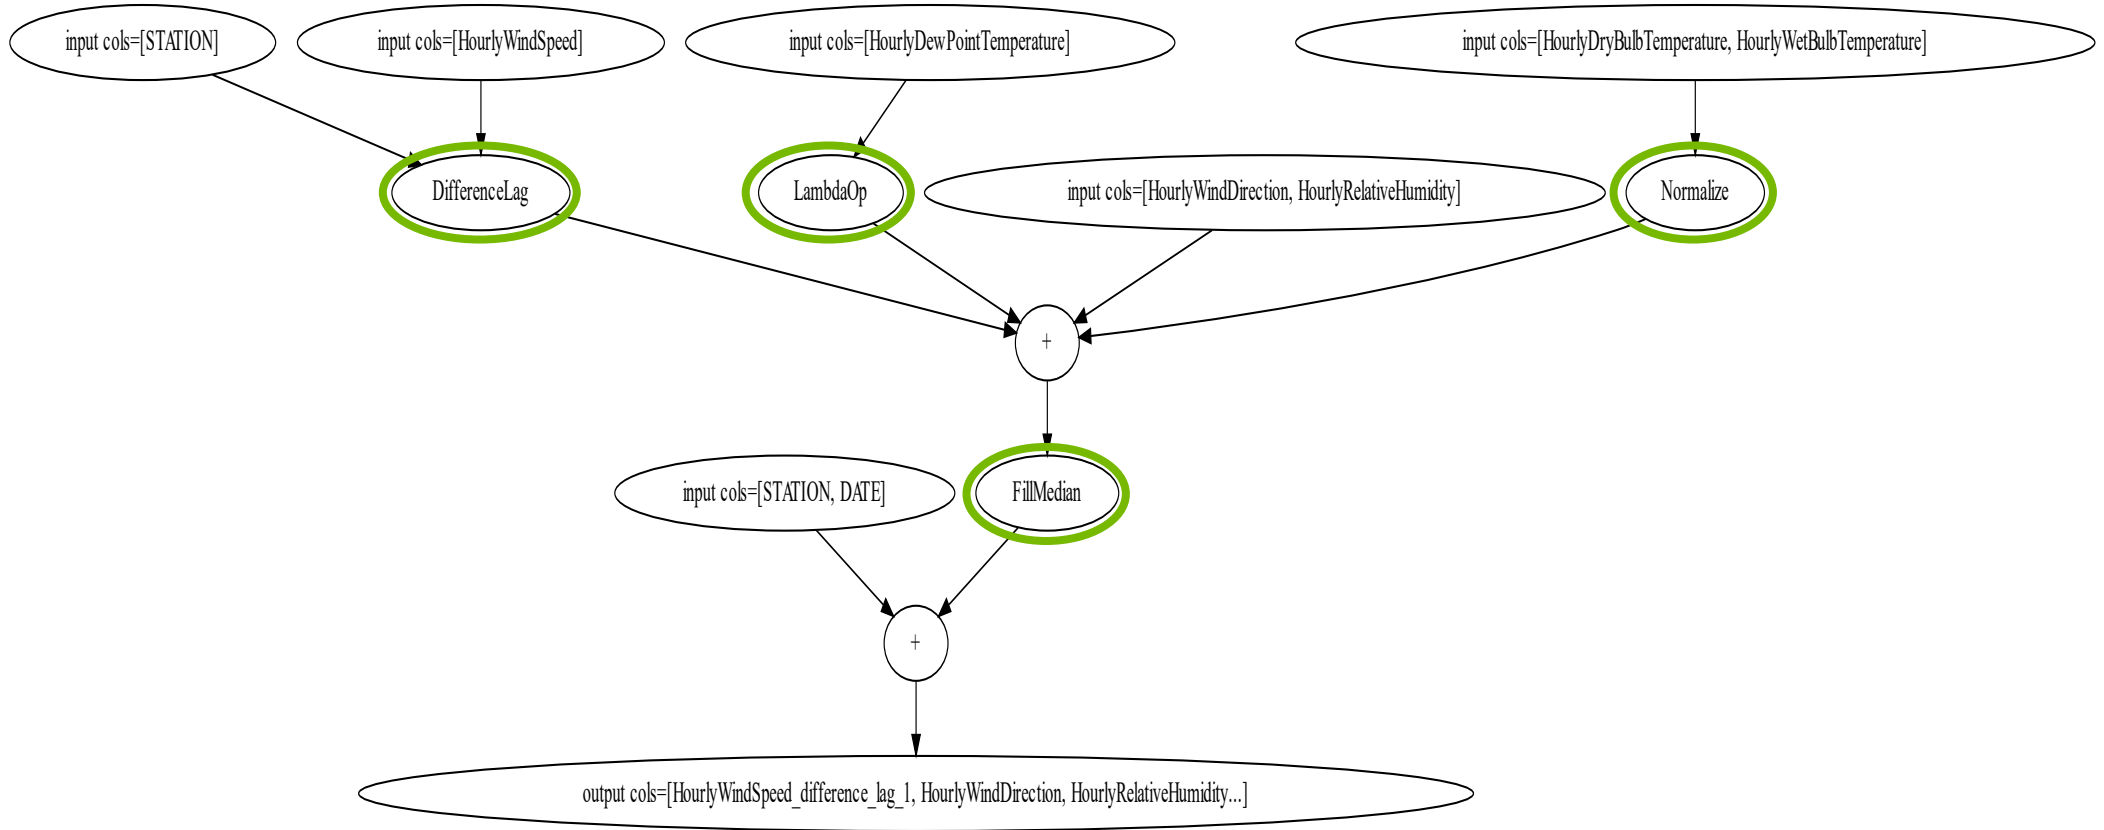 input cols=[STATION]
input cols=[HourlyWindSpeed]
input cols=[HourlyDewPointTemperature]
input cols=[HourlyDryBulbTemperature, HourlyWetBulbTemperature]
DifferenceLag
LambdaOp
input cols=[HourlyWindDirection, HourlyRelativeHumidity]
Normalize
+
input cols=[STATION, DATE]
FillMedian
+
output cols=[HourlyWindSpeed_difference_lag_1, HourlyWindDirection, HourlyRelativeHumidity...]